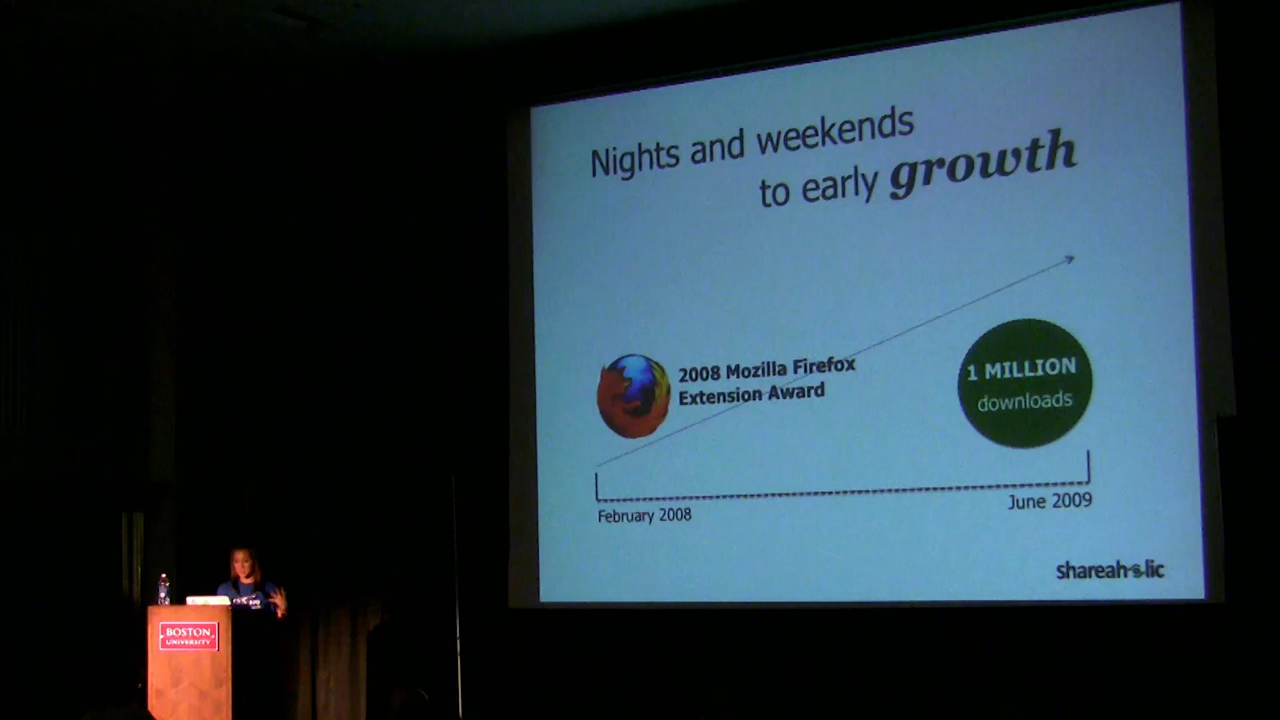 Nights and weekends
to early growth
2008 Mozilla Firefox
Extension Award
1 MILLION
downloads
February 2008
June 2009
shareaholic
BOSTON
UNIVERSITY